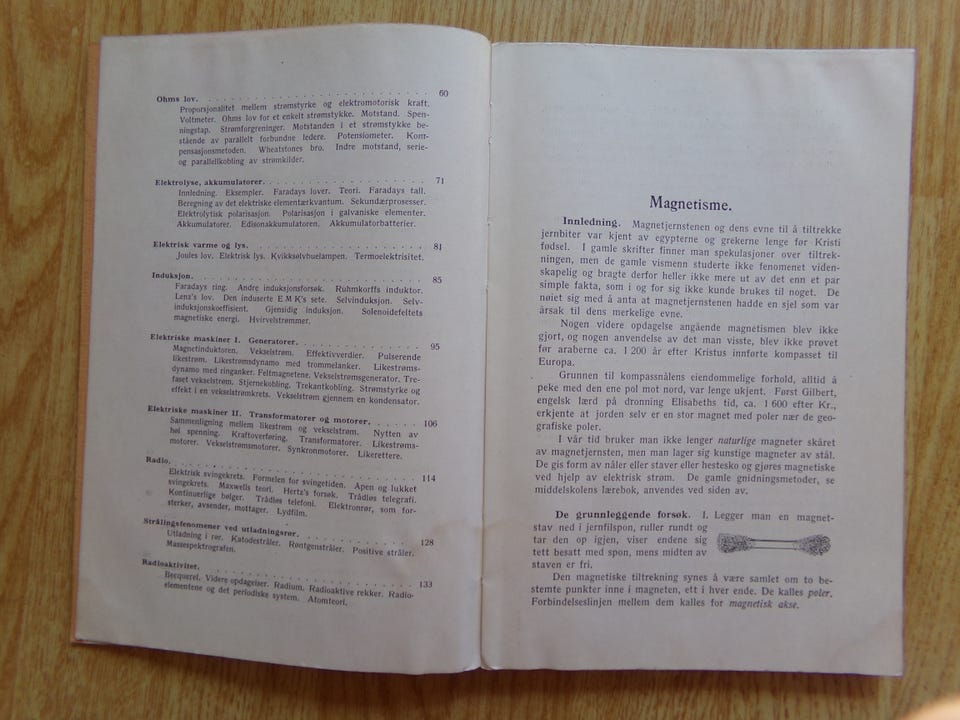 Ohms lov. . . . . . . . . . . . . . . . . . . . . . . . . . . . 60
Proporsjonalitet mellem strømstyrke og elektromotorisk kraft.
Voltmeter. Ohms lov for et enkelt strømstykke. Motstand. Spen-
ningstap. Strømforgreninger. Motstanden i et strømstykke be-
stående av parallelt forbundne ledere. Potensiometer. Kom-
pensasjonsmetoden. Wheatstones bro. Indre motstand, serie-
og parallellkobling av strømkilder.
Elektrolyse, akkumulatorer. . . . . . . . . . . . . . . . . . . . 71
Innledning. Eksempler. Faradays lover. Teori. Faradays tall.
Beregning av det elektriske elementærkvantum. Sekundærprosesser.
Elektrolytisk polarisasjon. Polarisasjon i galvaniske elementer.
Akkumulatorer. Edisonakkumulatoren. Akkumulatorbatterier.
Elektrisk varme og lys. . . . . . . . . . . . . . . . . . . . . . 81
Joules lov. Elektrisk lys. Kvikksølvbuelampen. Termoelektrisitet.
Induksjon. . . . . . . . . . . . . . . . . . . . . . . . . . . . 85
Faradays ring. Andre induksjonsforsøk. Ruhmkorffs induktor.
Lenz's lov. Den induserte EMK's sete. Selvinduksjon. Selv-
induksjonskoeffisient. Gjensidig induksjon. Solenoidefeltets
magnetiske energi. Hvirvelstrømmer.
Elektriske maskiner I. Generatorer. . . . . . . . . . . . . . . . 95
Magnetinduktoren. Vekselstrøm. Effektivverdier. Pulserende
likestrøm. Likestrømsdynamo med trommelanker. Likestrøms-
dynamo med ringanker. Feltmagnetene. Vekselstrømsgenerator. Tre-
faset vekselstrøm. Stjernekobling. Trekantkobling. Strømstyrke og
effekt i en vekselstrømkrets. Vekselstrøm gjennem en kondensator.
Elektriske maskiner II. Transformatorer og motorer. . . . . . . . 106
Sammenligning mellem likestrøm og vekselstrøm. Nytten av
høi spenning. Kraftoverføring. Transformatorer. Likestrøms-
motorer. Vekselstrømsmotorer. Synkronmotorer. Likerettere.
Radio. . . . . . . . . . . . . . . . . . . . . . . . . . . . . . 114
Elektrisk svingekrets. Formelen for svingetiden. Åpen og lukket
svingekrets. Maxwells teori. Hertz's forsøk. Trådløs telegrafi.
Kontinuerlige bølger. Trådløs telefoni. Elektronrør, som for-
sterker, avsender, mottager. Lydfilm.
Strålingsfenomener ved utladningsrør. . . . . . . . . . . . . . . 128
Utladning i rør. Katodestråler. Røntgenstråler. Positive stråler.
Massespektrografen.
Radioaktivitet. . . . . . . . . . . . . . . . . . . . . . . . . . 133
Becquerel. Videre opdagelser. Radium. Radioaktive rekker. Radio-
elementene og det periodiske system. Atomteori.
Magnetisme.
Innledning. Magnetjernstenen og dens evne til å tiltrekke
jernbiter var kjent av egypterne og grekerne lenge før Kristi
fødsel. I gamle skrifter finner man spekulasjoner over tiltrek-
ningen, men de gamle vismenn studerte ikke fenomenet viden-
skapelig og bragte derfor heller ikke mere ut av det enn et par
simple fakta, som i og for sig ikke kunde brukes til noget. De
nøiet sig med å anta at magnetjernstenen hadde en sjel som var
årsak til dens merkelige evne.
Nogen videre opdagelse angående magnetismen blev ikke
gjort, og nogen anvendelse av det man visste, blev ikke prøvet
før araberne ca. 1200 år efter Kristus innførte kompasset til
Europa.
Grunnen til kompassnålens eiendommelige forhold, alltid å
peke med den ene pol mot nord, var lenge ukjent. Først Gilbert,
engelsk lærd på dronning Elisabeths tid, ca. 1600 efter Kr.,
erkjente at jorden selv er en stor magnet med poler nær de geo-
grafiske poler.
I vår tid bruker man ikke lenger naturlige magneter skåret
av magnetjernsten, men man lager sig kunstige magneter av stål.
De gis form av nåler eller staver eller hestesko og gjøres magnetiske
ved hjelp av elektrisk strøm. De gamle gnidningsmetoder, se
middelskolens lærebok, anvendes ved siden av.
De grunnleggende forsøk. I. Legger man en magnet-
stav ned i jernfilspon, ruller rundt og
tar den op igjen, viser endene sig
tett besatt med spon, mens midten av
staven er fri.
Den magnetiske tiltrekning synes å være samlet om to be-
stemte punkter inne i magneten, ett i hver ende. De kalles poler.
Forbindelseslinjen mellem dem kalles for magnetisk akse.